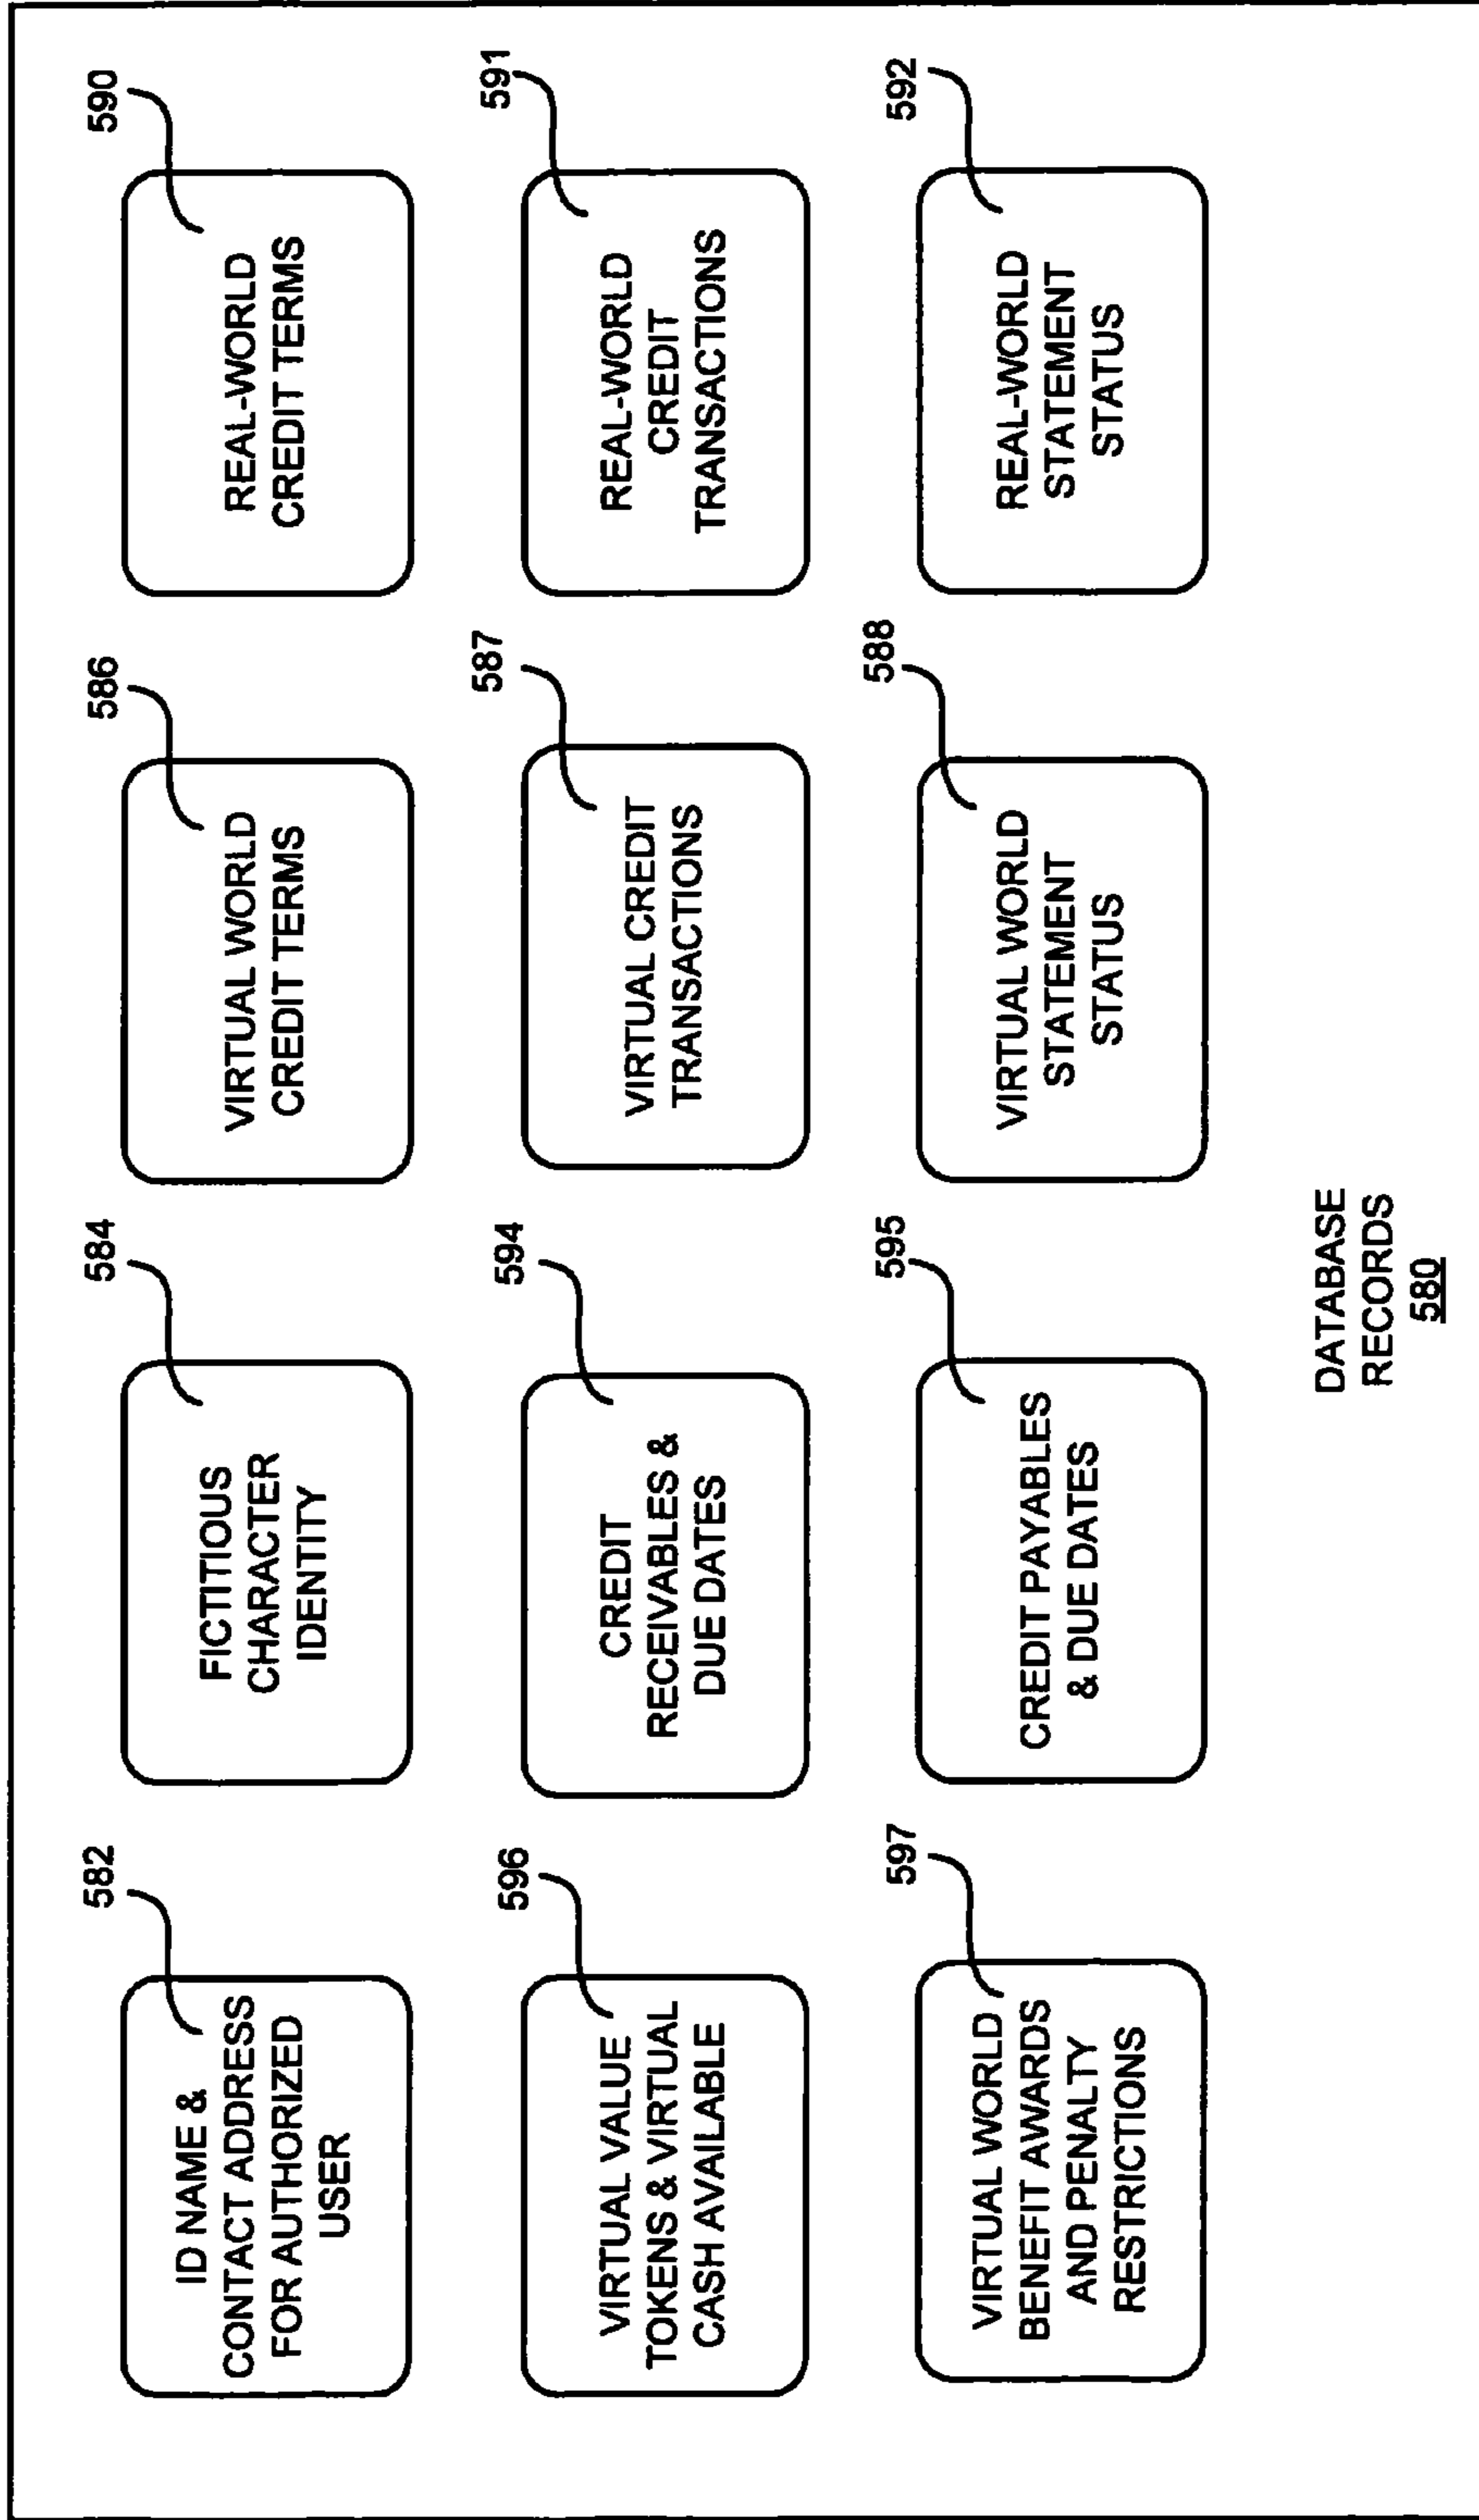 582
ID NAME &
CONTACT ADDRESS
FOR AUTHORIZED
USER
584
FICTITIOUS
CHARACTER
IDENTITY
586
VIRTUAL WORLD
CREDIT TERMS
590
REAL-WORLD
CREDIT TERMS
596
VIRTUAL VALUE
TOKENS & VIRTUAL
CASH AVAILABLE
594
CREDIT
RECEIVABLES &
DUE DATES
587
VIRTUAL CREDIT
TRANSACTIONS
591
REAL-WORLD
CREDIT
TRANSACTIONS
597
VIRTUAL WORLD
BENEFIT AWARDS
AND PENALTY
RESTRICTIONS
595
CREDIT PAYABLES
& DUE DATES
588
VIRTUAL WORLD
STATEMENT
STATUS
592
REAL-WORLD
STATEMENT
STATUS
DATABASE
RECORDS
580